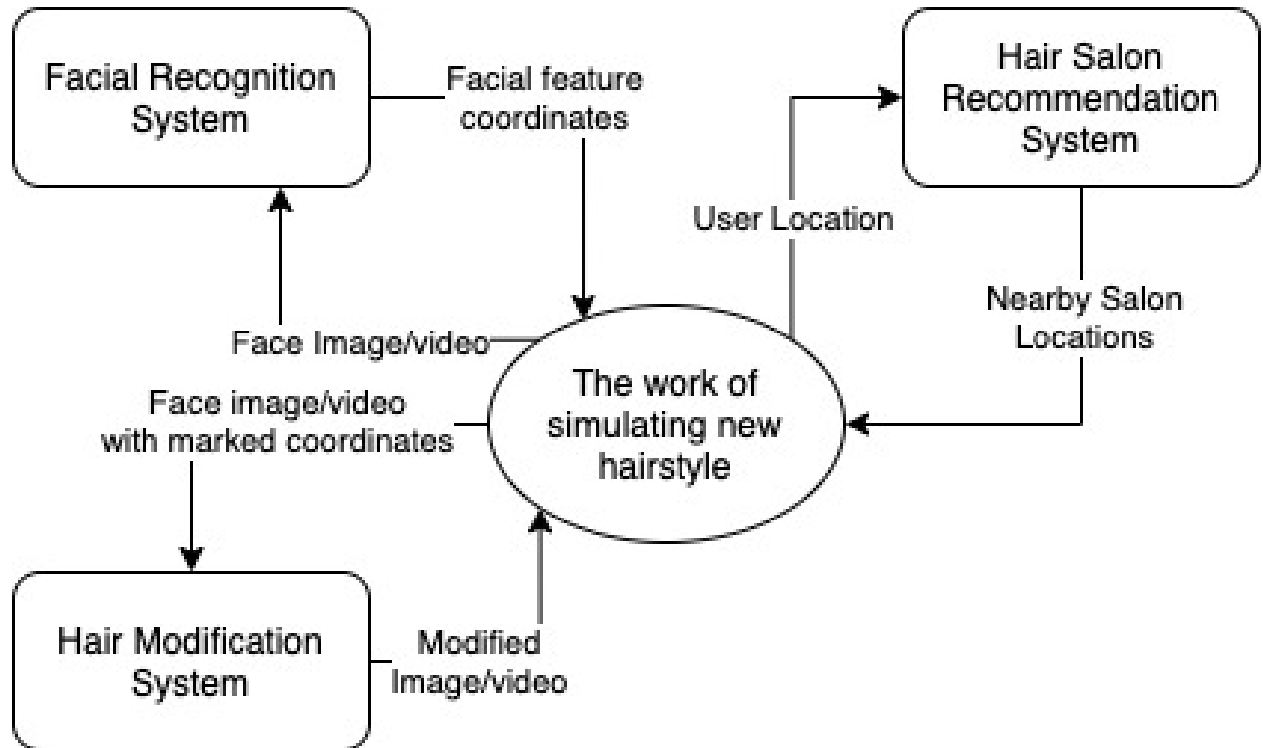 Facial Recognition
System
Facial feature
coordinates
Hair Salon
Recommendation
System
User Location
Nearby Salon
Locations
Face Image/video
The work of
simulating new
hairstyle
Face image/video
with marked coordinates
Hair Modification
System
Modified
Image/video